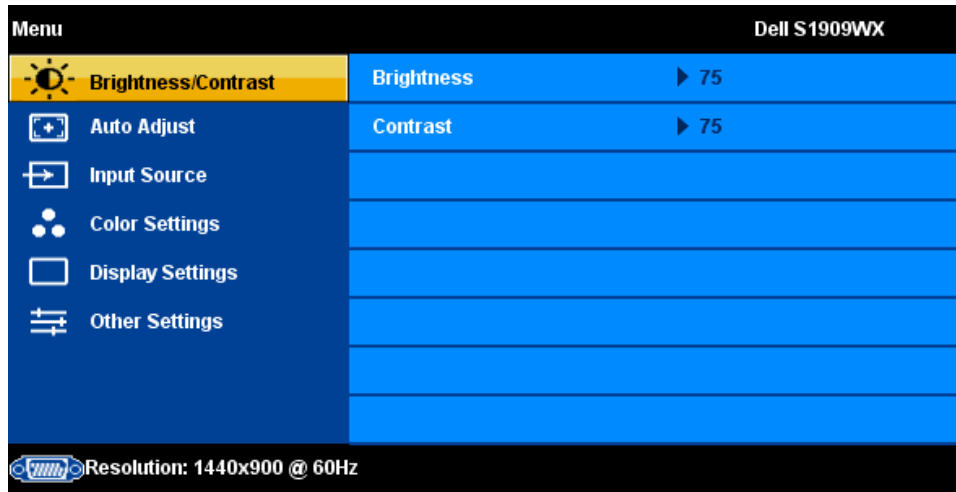 Menu Dell S1909WX
Brightness/Contrast Brightness 75
Auto Adjust Contrast 75
Input Source
Color Settings
Display Settings
Other Settings
Resolution: 1440x900 @ 60Hz